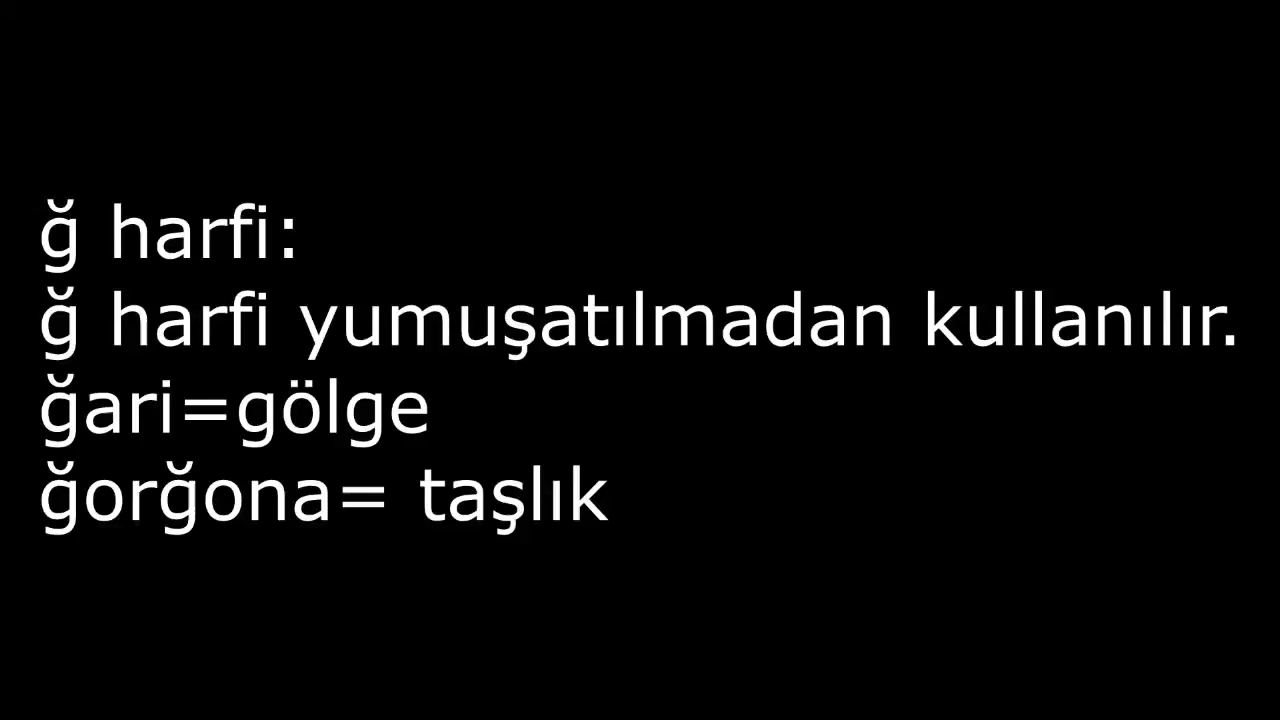 ğ harfi:
ğ harfi yumuşatılmadan kullanılır.
ğari=gölge
ğorğona= taşlık